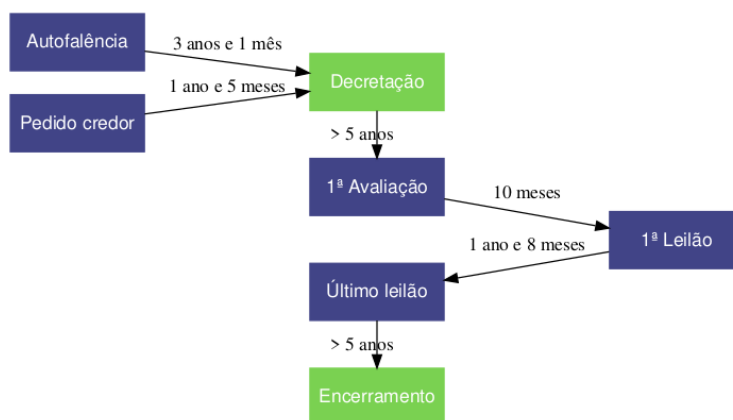 Autofalência
3 anos e 1 mês
Decretação
1 ano e 5 meses
Pedido credor
> 5 anos
1ª Avaliação
10 meses
1ª Leilão
1 ano e 8 meses
Último leilão
> 5 anos
Encerramento